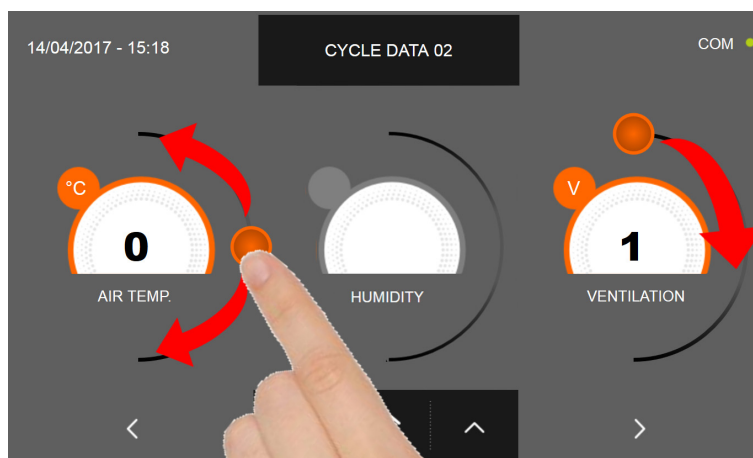 14/04/2017 - 15:18
CYCLE DATA 02
COM
°C
V
0
1
AIR TEMP.
HUMIDITY
VENTILATION